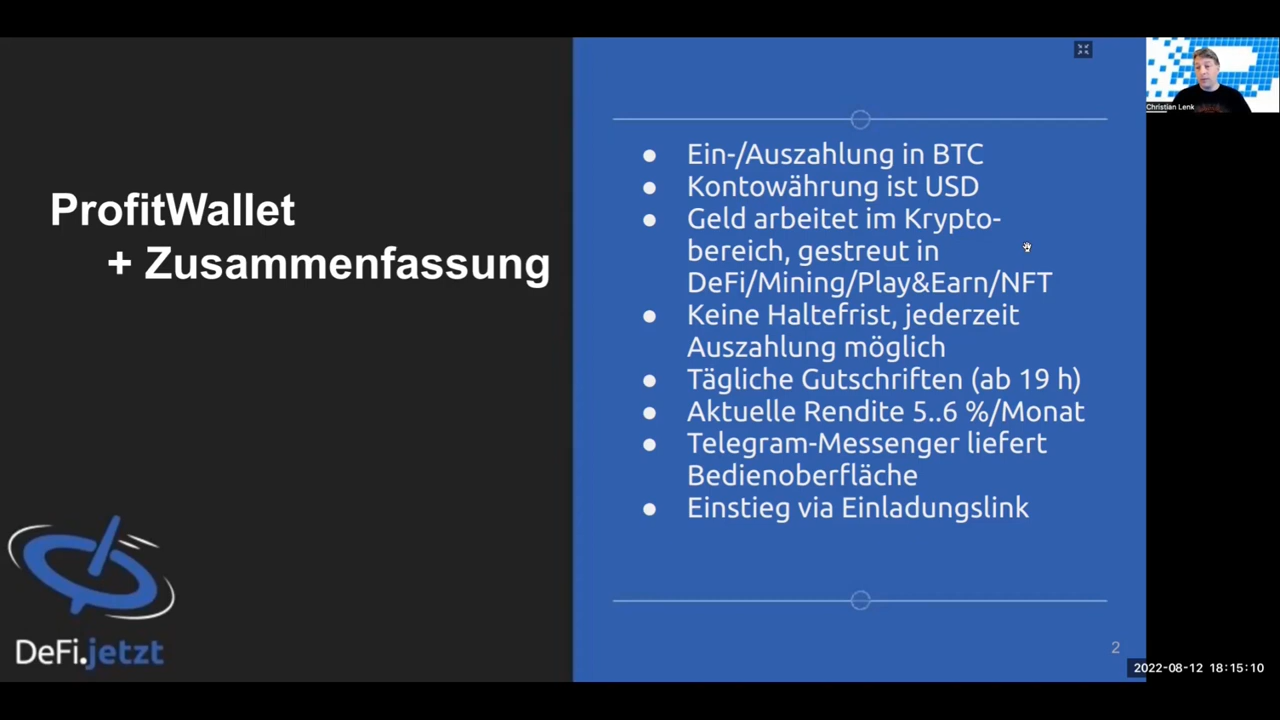 ProfitWallet
+ Zusammenfassung
Ein-/Auszahlung in BTC
Kontowährung ist USD
Geld arbeitet im Krypto-
bereich, gestreut in
DeFi/Mining/Play&Earn/NFT
Keine Haltefrist, jederzeit
Auszahlung möglich
Tägliche Gutschriften (ab 19 h)
Aktuelle Rendite 5..6 %/Monat
Telegram-Messenger liefert
Bedienoberfläche
Einstieg via Einladungslink
DeFi.jetzt
2
Christian Lenk
2022-08-12 18:15:10